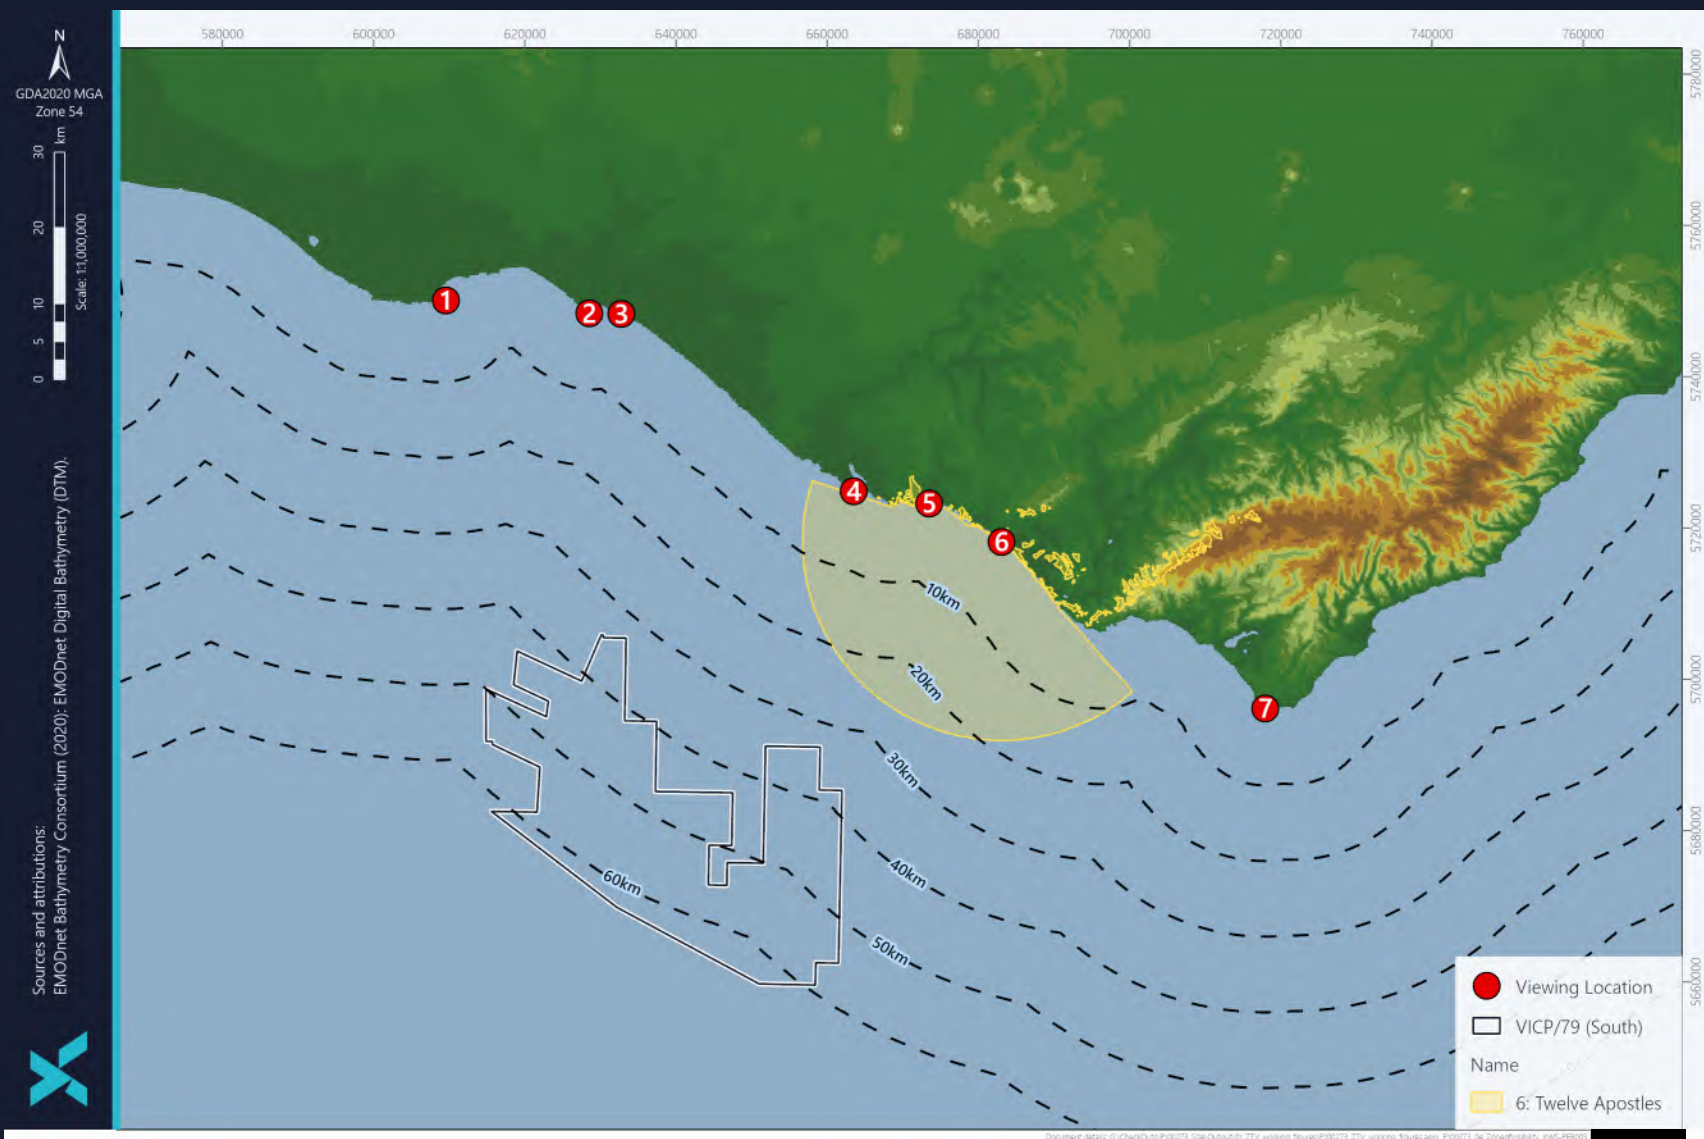 580000 600000 620000 640000 660000 680000 700000 720000 740000 760000
N
GDA2020 MGA
Zone 54
km
30
20
10
5
0
Scale: 1:1,000,000
5780000
5760000
5740000
5720000
5700000
5680000
5660000
1
2
3
4
5
6
7
10km
20km
30km
40km
50km
60km
Sources and attributions:
EMODnet Bathymetry Consortium (2020): EMODnet Digital Bathymetry (DTM).
Viewing Location
VICP/79 (South)
Name
6: Twelve Apostles